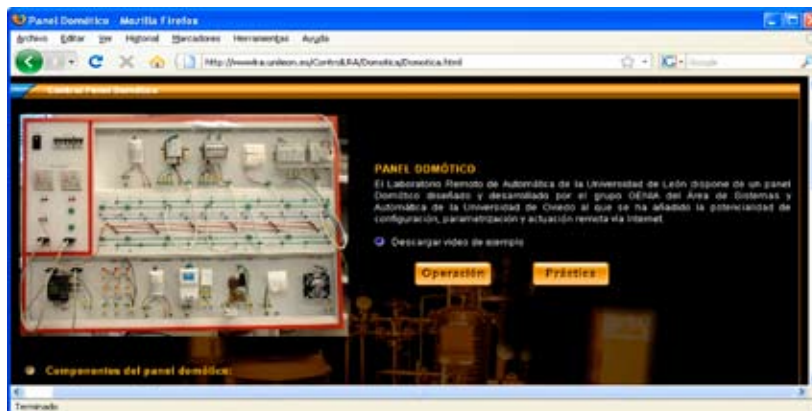 Panel Domótico Mozilla Firefox
Archivo Editar Ver Historial Marcadores Herramientas Ayuda
Google
Control Panel Domótico
PANEL DOMÓTICO
El Laboratorio Remoto de Automática de la Universidad de León dispone de un panel
Domótico diseñado y desarrollado por el grupo GENIA del Área de Sistemas y
Automática de la Universidad de Oviedo al que se ha añadido la potencialidad de
configuración, parametrización y actuación remota vía Internet.
Descargar video de ejemplo
Operación
Práctica
Componentes del panel domótico:
Terminado